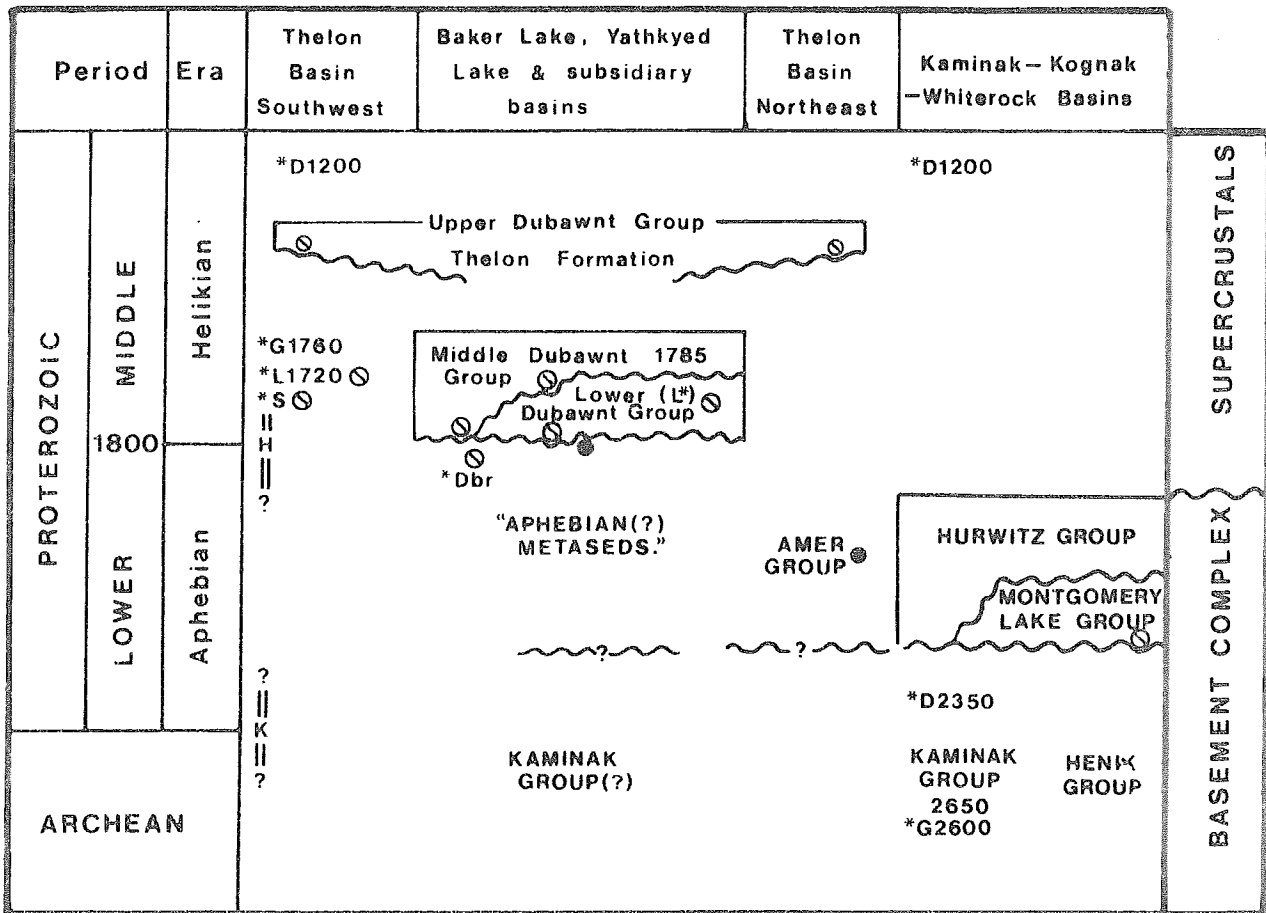 Period
Era
Thelon
Basin
Southwest
Baker Lake, Yathkyed
Lake & subsidiary
basins
Thelon
Basin
Northeast
Kaminak – Kognak
– Whiterock Basins
PROTEROZOIC
MIDDLE
LOWER
1800
Helikian
Aphebian
ARCHEAN
*D1200
*D1200
Upper Dubawnt Group
Thelon Formation
*G1760
*L1720
*S
H
?
Middle Dubawnt 1785
Group
Lower (L*)
Dubawnt Group
*Dbr
"APHEBIAN(?)
METASEDS."
AMER
GROUP
HURWITZ GROUP
MONTGOMERY
LAKE GROUP
?
?
?
K
?
*D2350
KAMINAK
GROUP(?)
KAMINAK
GROUP
2650
*G2600
HENIK
GROUP
SUPERCRUSTALS
BASEMENT COMPLEX